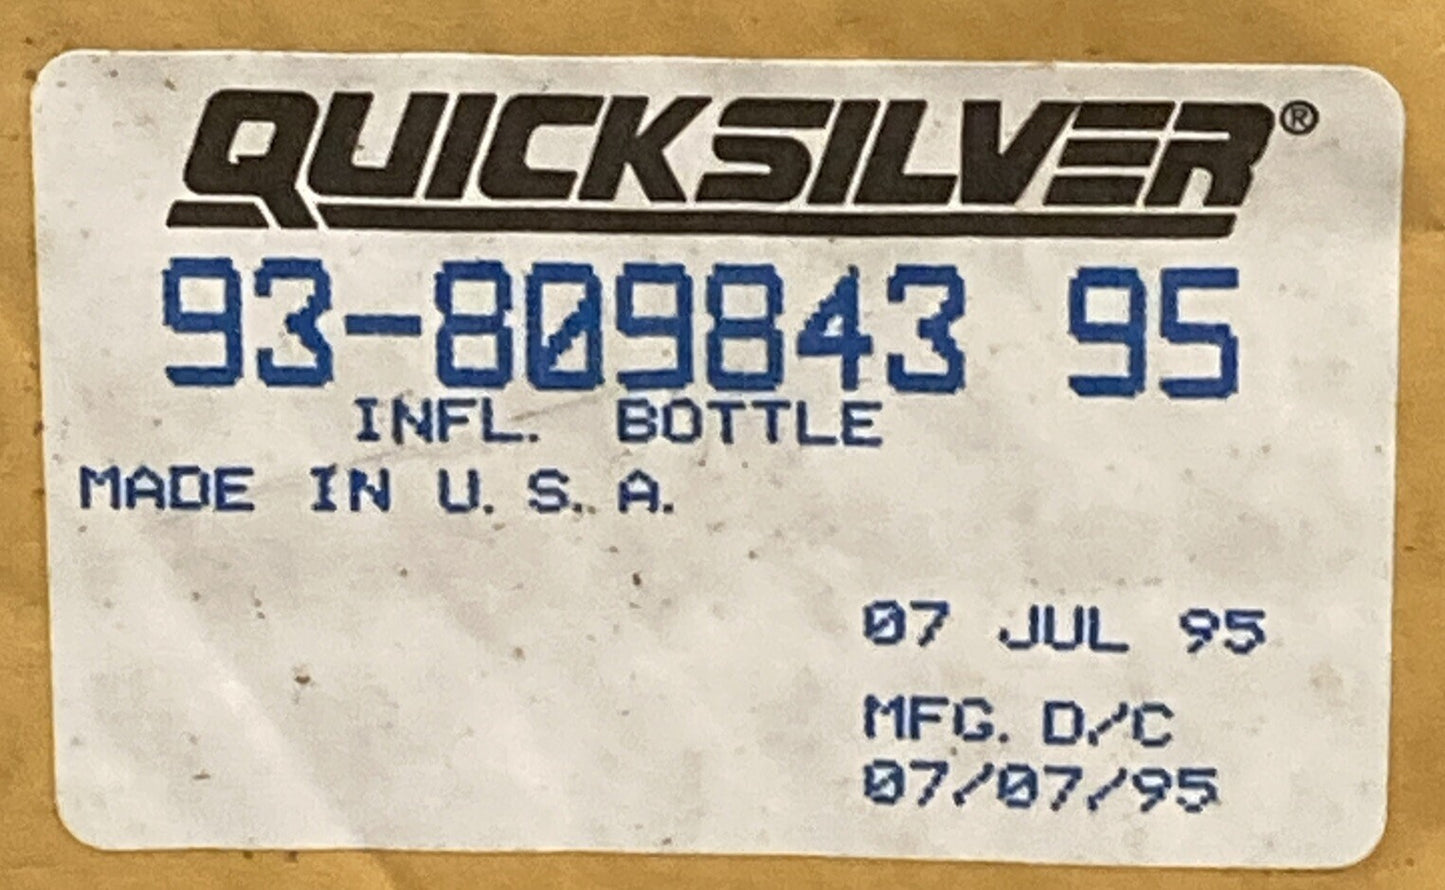 QUICKSILVER®
93-809843 95
INFL. BOTTLE
MADE IN U.S.A.
07 JUL 95
MFG. D/C
07/07/95